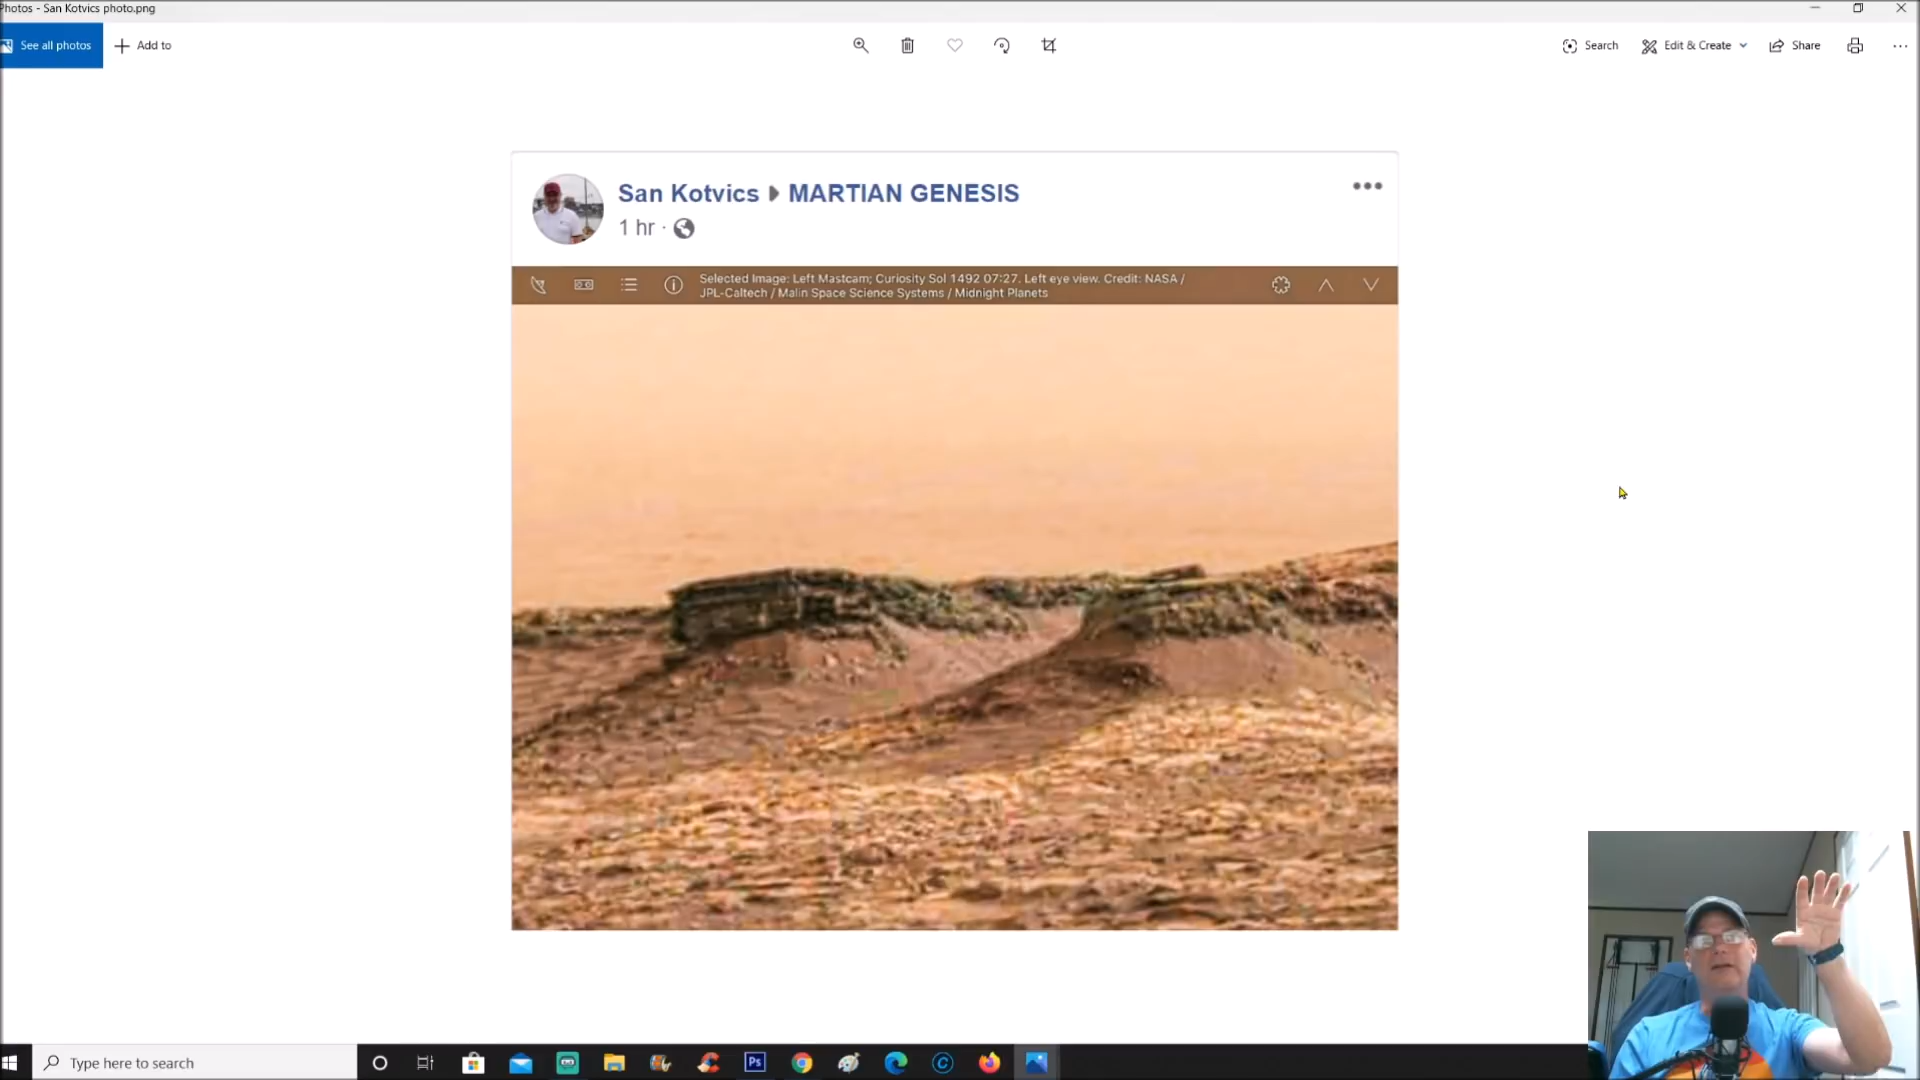 Photos - San Kotvics photo.png
See all photos
Add to
Search
Edit & Create
Share
San Kotvics MARTIAN GENESIS
1 hr ·
Selected Image: Left Mastcam; Curiosity Sol 1492 07:27. Left eye view. Credit: NASA /
JPL-Caltech / Malin Space Science Systems / Midnight Planets
Type here to search
Ps